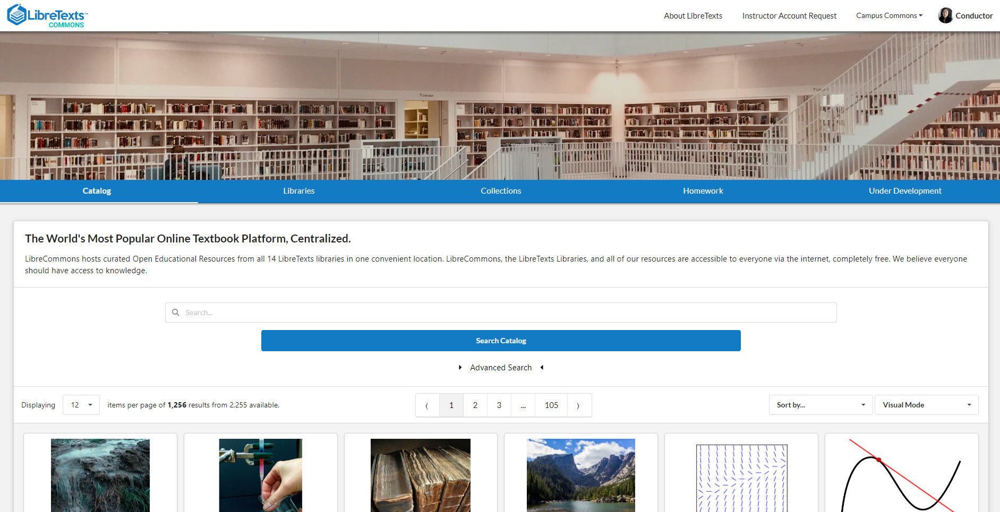 LibreTexts™
COMMONS
About LibreTexts
Instructor Account Request
Campus Commons
Conductor
Catalog
Libraries
Collections
Homework
Under Development
The World's Most Popular Online Textbook Platform, Centralized.
LibreCommons hosts curated Open Educational Resources from all 14 LibreTexts libraries in one convenient location. LibreCommons, the LibreTexts Libraries, and all of our resources are accessible to everyone via the internet, completely free. We believe everyone
should have access to knowledge.
Search...
Search Catalog
Advanced Search
Displaying 12 items per page of 1,256 results from 2,255 available.
⟨ 1 2 3 ... 105 ⟩
Sort by...
Visual Mode